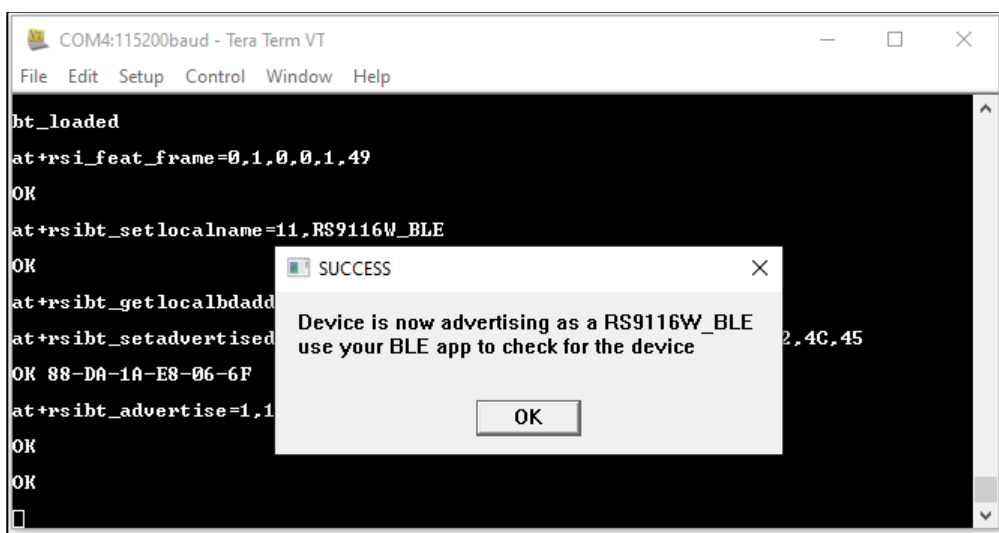 COM4:115200baud - Tera Term VT
File Edit Setup Control Window Help
bt_loaded
at+rsi_feat_frame=0,1,0,0,1,49
OK
at+rsibt_setlocalname=11,RS9116W_BLE
OK
at+rsibt_getlocalbdadd
at+rsibt_setadvertised
2,4C,45
OK 88-DA-1A-E8-06-6F
at+rsibt_advertise=1,1
OK
OK
SUCCESS
Device is now advertising as a RS9116W_BLE
use your BLE app to check for the device
OK